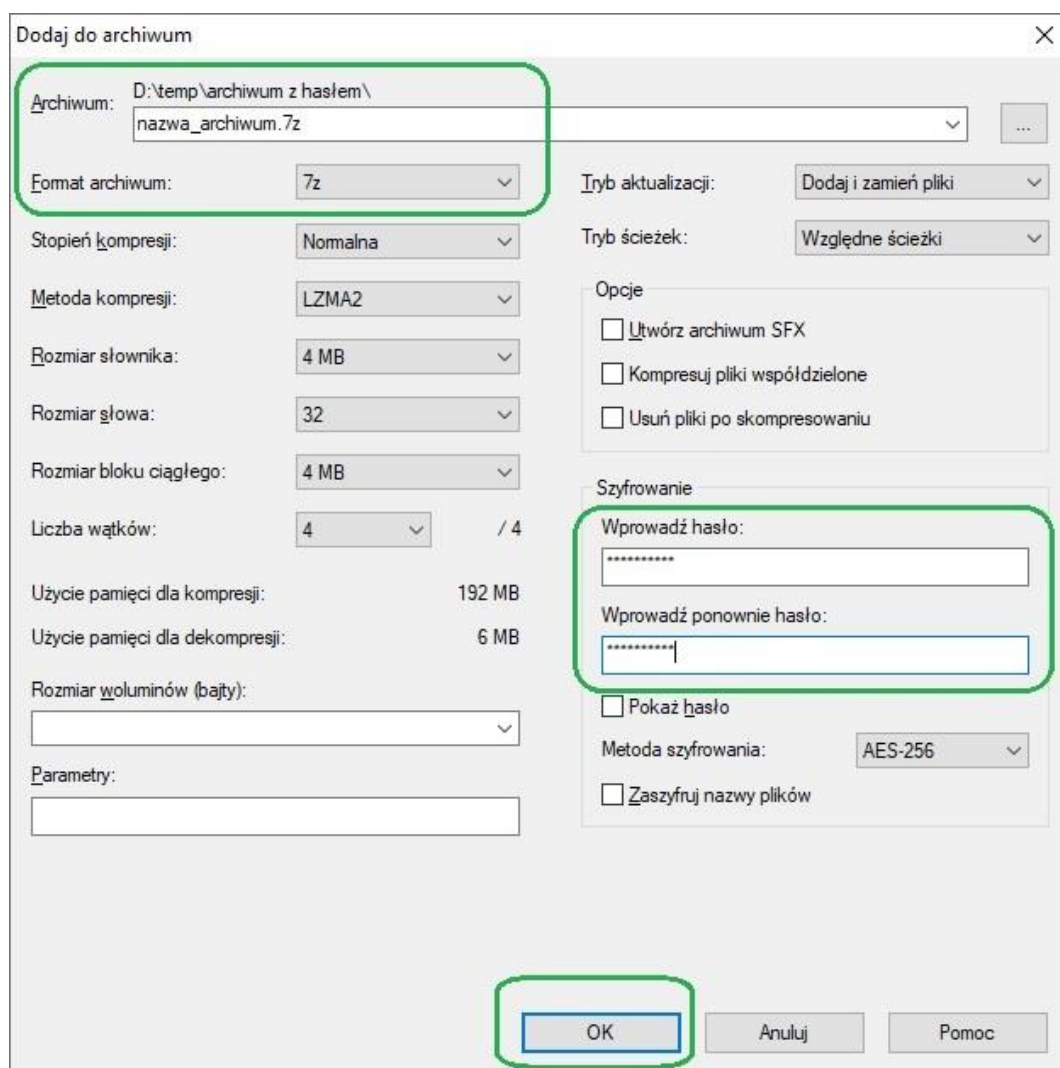 Dodaj do archiwum
Archiwum:
D:\temp\archiwum z hasłem\
nazwa_archiwum.7z
...
Format archiwum:
7z
Tryb aktualizacji:
Dodaj i zamień pliki
Stopień kompresji:
Normalna
Tryb ścieżek:
Względne ścieżki
Metoda kompresji:
LZMA2
Rozmiar słownika:
4 MB
Rozmiar słowa:
32
Rozmiar bloku ciągłego:
4 MB
Liczba wątków:
4
/ 4
Użycie pamięci dla kompresji:
192 MB
Użycie pamięci dla dekompresji:
6 MB
Rozmiar woluminów (bajty):
Parametry:
Opcje
Utwórz archiwum SFX
Kompresuj pliki współdzielone
Usuń pliki po skompresowaniu
Szyfrowanie
Wprowadź hasło:
**********
Wprowadź ponownie hasło:
**********
Pokaż hasło
Metoda szyfrowania:
AES-256
Zaszyfruj nazwy plików
OK
Anuluj
Pomoc